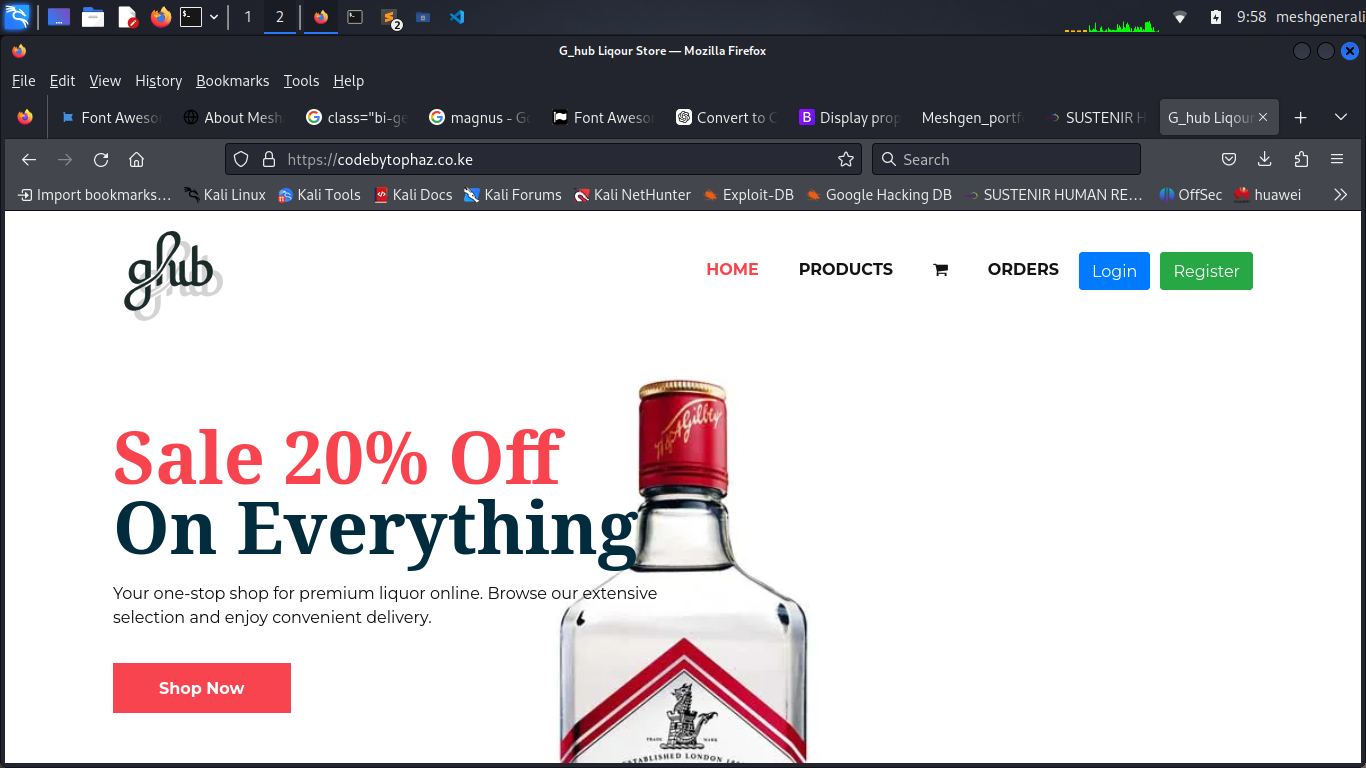 1 2 2 9:58 meshgenerali
G_hub Liqour Store — Mozilla Firefox
File Edit View History Bookmarks Tools Help
Font Aweso About Mesh class="bi-ge magnus - Go Font Aweso Convert to C Display prop Meshgen_portf SUSTENIR H G_hub Liqour
https://codebytophaz.co.ke Search
Import bookmarks... Kali Linux Kali Tools Kali Docs Kali Forums Kali NetHunter Exploit-DB Google Hacking DB SUSTENIR HUMAN RE... OffSec huawei
ghub
HOME PRODUCTS ORDERS Login Register
W&A Gilbey
Sale 20% Off
On Everything
Your one-stop shop for premium liquor online. Browse our extensive
selection and enjoy convenient delivery.
Shop Now
TRADE MARK
ESTABLISHED LONDON